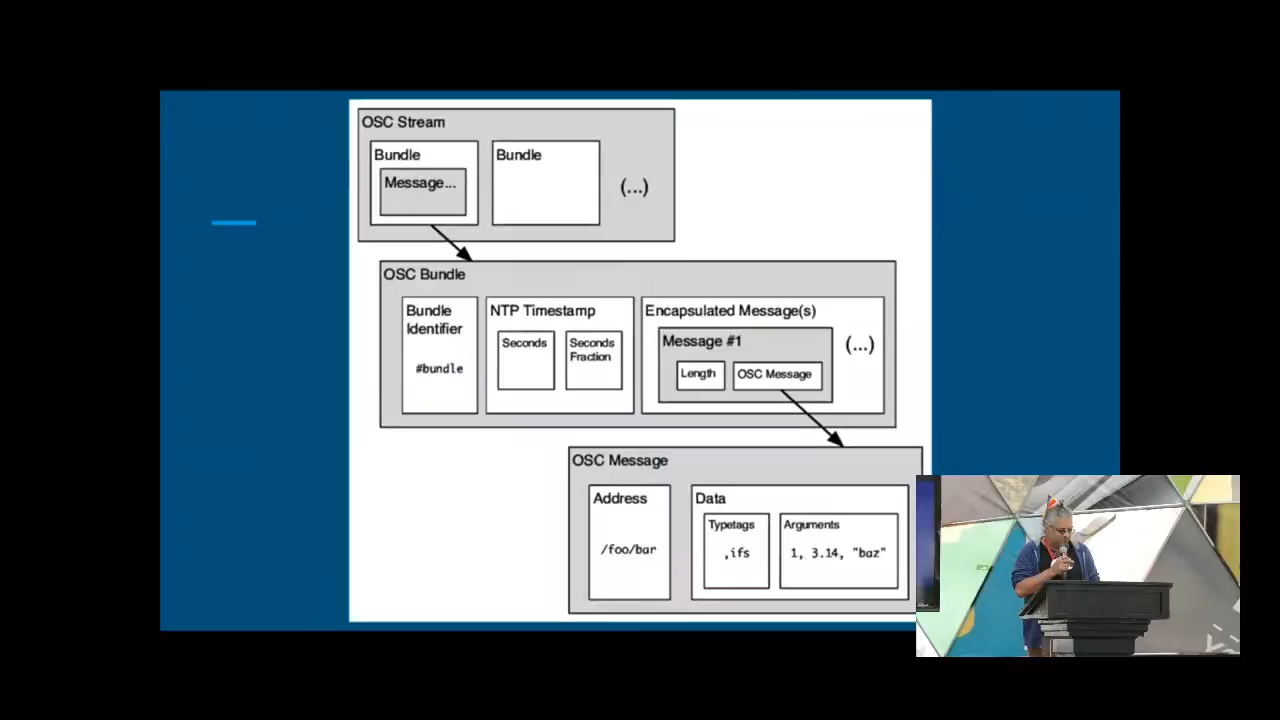 OSC Stream
Bundle
Message...
Bundle
(...)
OSC Bundle
Bundle
Identifier
#bundle
NTP Timestamp
Seconds
Seconds
Fraction
Encapsulated Message(s)
Message #1
Length
OSC Message
(...)
OSC Message
Address
/foo/bar
Data
Typetags
,ifs
Arguments
1, 3.14, "baz"